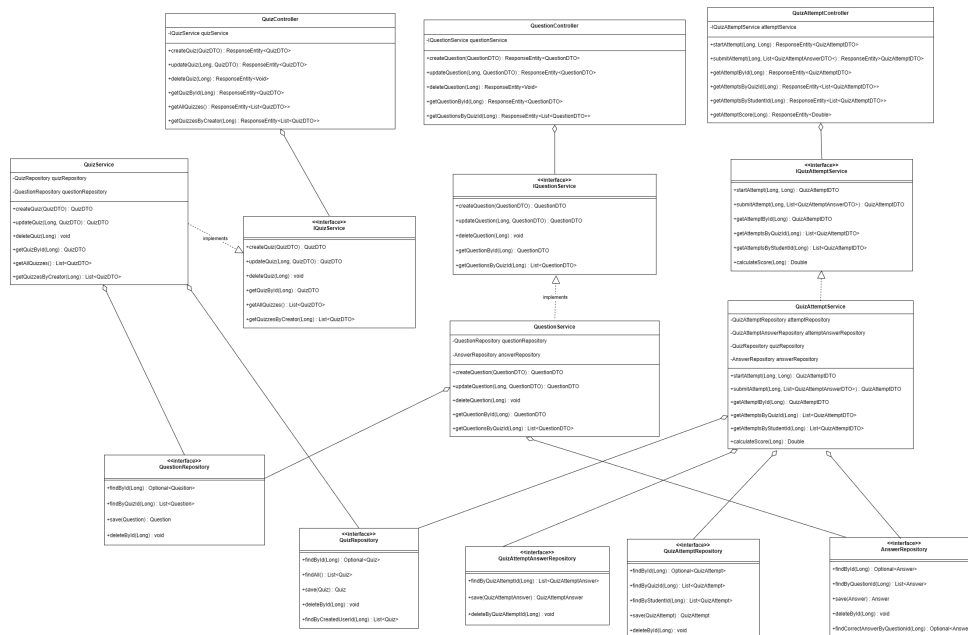 QuizController
-IQuizService quizService
+createQuiz(QuizDTO) : ResponseEntity<QuizDTO>
+updateQuiz(Long, QuizDTO) : ResponseEntity<QuizDTO>
+deleteQuiz(Long) : ResponseEntity<Void>
+getQuizById(Long) : ResponseEntity<QuizDTO>
+getAllQuizzes() : ResponseEntity<List<QuizDTO>>
+getQuizzesByCreator(Long) : ResponseEntity<List<QuizDTO>>
QuestionController
-IQuestionService questionService
+createQuestion(QuestionDTO) : ResponseEntity<QuestionDTO>
+updateQuestion(Long, QuestionDTO) : ResponseEntity<QuestionDTO>
+deleteQuestion(Long) : ResponseEntity<Void>
+getQuestionById(Long) : ResponseEntity<QuestionDTO>
+getQuestionsByQuizId(Long) : ResponseEntity<List<QuestionDTO>>
QuizAttemptController
-IQuizAttemptService attemptService
+startAttempt(Long, Long) : ResponseEntity<QuizAttemptDTO>
+submitAttempt(Long, List<QuizAttemptAnswerDTO<) : ResponseEntity>QuizAttemptDTO>
+getAttemptById(Long) : ResponseEntity<QuizAttemptDTO>
+getAttemptsByQuizId(Long) : ResponseEntity<List<QuizAttemptDTO>>
+getAttemptsByStudentId(Long) : ResponseEntity<List<QuizAttemptDTO>>
+getAttemptScore(Long) : ResponseEntity<Double>
QuizService
-QuizRepository quizRepository
-QuestionRepository questionRepository
+createQuiz(QuizDTO) : QuizDTO
+updateQuiz(Long, QuizDTO) : QuizDTO
+deleteQuiz(Long) : void
+getQuizById(Long) : QuizDTO
+getAllQuizzes() : List<QuizDTO>
+getQuizzesByCreator(Long) : List<QuizDTO>
implements
<<interface>>
IQuizService
+createQuiz(QuizDTO) : QuizDTO
+updateQuiz(Long, QuizDTO) : QuizDTO
+deleteQuiz(Long) : void
+getQuizById(Long) : QuizDTO
+getAllQuizzes() : List<QuizDTO>
+getQuizzesByCreator(Long) : List<QuizDTO>
<<interface>>
IQuestionService
+createQuestion(QuestionDTO) : QuestionDTO
+updateQuestion(Long, QuestionDTO) : QuestionDTO
+deleteQuestion(Long) : void
+getQuestionById(Long) : QuestionDTO
+getQuestionsByQuizId(Long) : List<QuestionDTO>
implements
<<interface>>
IQuizAttemptService
+startAttempt(Long, Long) : QuizAttemptDTO
+submitAttempt(Long, List<QuizAttemptAnswerDTO>) : QuizAttemptDTO
+getAttemptById(Long) : QuizAttemptDTO
+getAttemptsByQuizId(Long) : List<QuizAttemptDTO>
+getAttemptsByStudentId(Long) : List<QuizAttemptDTO>
+calculateScore(Long) : Double
QuestionService
-QuestionRepository questionRepository
-AnswerRepository answerRepository
+createQuestion(QuestionDTO) : QuestionDTO
+updateQuestion(Long, QuestionDTO) : QuestionDTO
+deleteQuestion(Long) : void
+getQuestionById(Long) : QuestionDTO
+getQuestionsByQuizId(Long) : List<QuestionDTO>
QuizAttemptService
-QuizAttemptRepository attemptRepository
-QuizAttemptAnswerRepository attemptAnswerRepository
-QuizRepository quizRepository
-AnswerRepository answerRepository
+startAttempt(Long, Long) : QuizAttemptDTO
+submitAttempt(Long, List<QuizAttemptAnswerDTO>) : QuizAttemptDTO
+getAttemptById(Long) : QuizAttemptDTO
+getAttemptsByQuizId(Long) : List<QuizAttemptDTO>
+getAttemptsByStudentId(Long) : List<QuizAttemptDTO>
+calculateScore(Long) : Double
<<interface>>
QuestionRepository
+findById(Long) : Optional<Question>
+findByQuizId(Long) : List<Question>
+save(Question) : Question
+deleteById(Long) : void
<<interface>>
QuizRepository
+findById(Long) : Optional<Quiz>
+findAll() : List<Quiz>
+save(Quiz) : Quiz
+deleteById(Long) : void
+findByCreatedUserId(Long) : List<Quiz>
<<interface>>
QuizAttemptAnswerRepository
+findByQuizAttemptId(Long) : List<QuizAttemptAnswer>
+save(QuizAttemptAnswer) : QuizAttemptAnswer
+deleteByQuizAttemptId(Long) : void
<<interface>>
QuizAttemptRepository
+findById(Long) : Optional<QuizAttempt>
+findByQuizId(Long) : List<QuizAttempt>
+findByStudentId(Long) : List<QuizAttempt>
+save(QuizAttempt) : QuizAttempt
+deleteById(Long) : void
<<interface>>
AnswerRepository
+findById(Long) : Optional<Answer>
+findByQuestionId(Long) : List<Answer>
+save(Answer) : Answer
+deleteById(Long) : void
+findCorrectAnswerByQuestionId(Long) : Optional<Answer